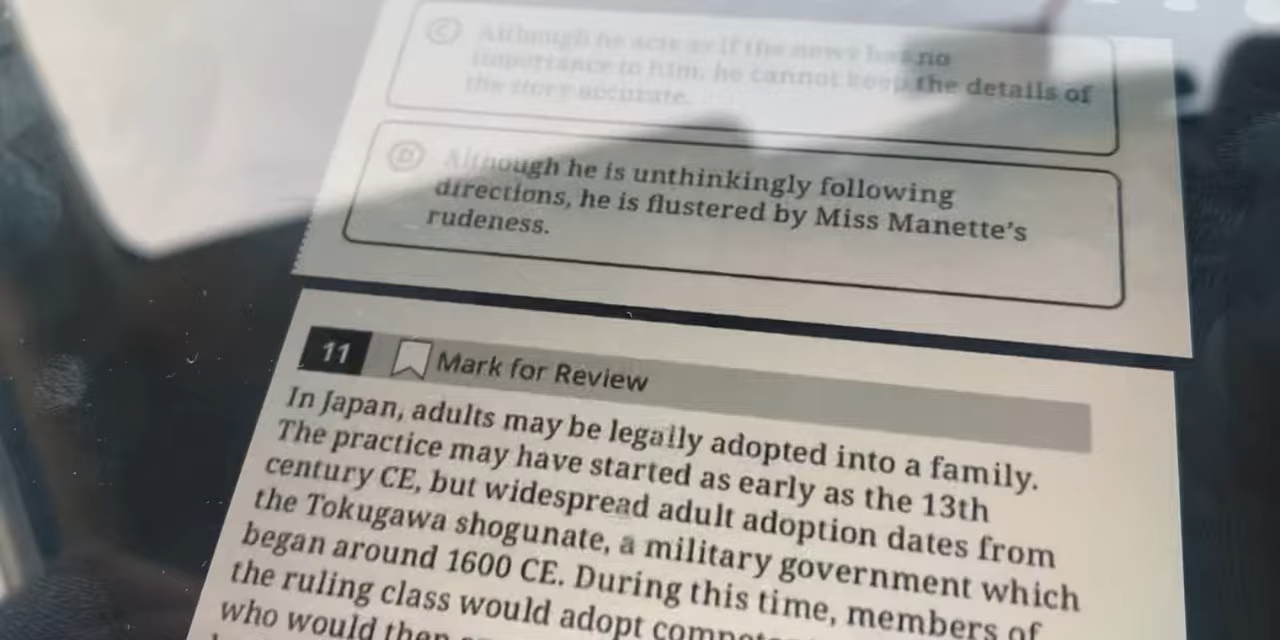 C Although he acts as if the news has no
importance to him, he cannot keep the details of
the story accurate.
D Although he is unthinkingly following
directions, he is flustered by Miss Manette's
rudeness.
11 Mark for Review
In Japan, adults may be legally adopted into a family.
The practice may have started as early as the 13th
century CE, but widespread adult adoption dates from
the Tokugawa shogunate, a military government which
began around 1600 CE. During this time, members of
the ruling class would adopt
who would then